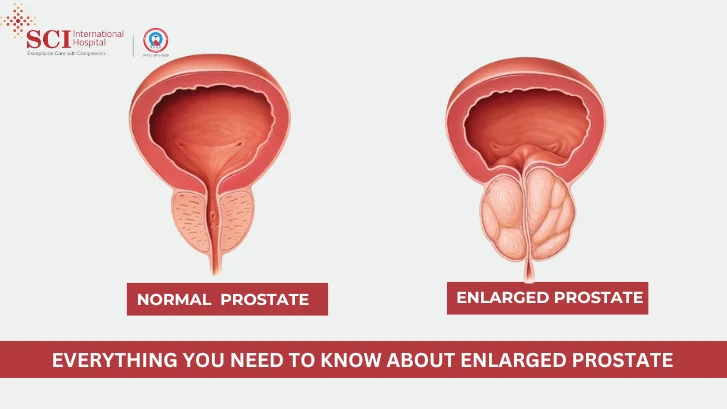 SCI International
Hospital
Exceptional Care with Compassion
NORMAL PROSTATE
ENLARGED PROSTATE
EVERYTHING YOU NEED TO KNOW ABOUT ENLARGED PROSTATE